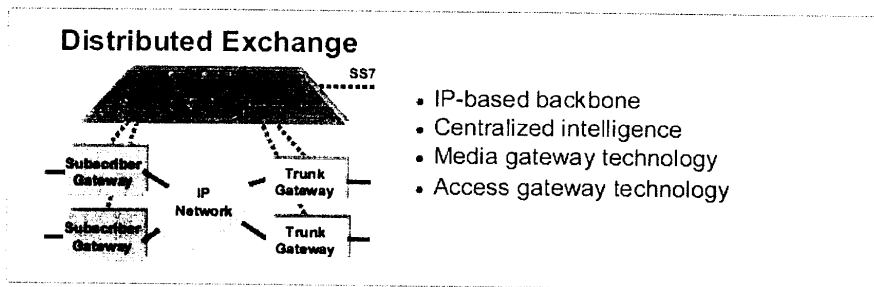 Distributed Exchange
SS7
Subscriber
Gateway
Subscriber
Gateway
IP
Network
Trunk
Gateway
Trunk
Gateway
• IP-based backbone
• Centralized intelligence
• Media gateway technology
• Access gateway technology